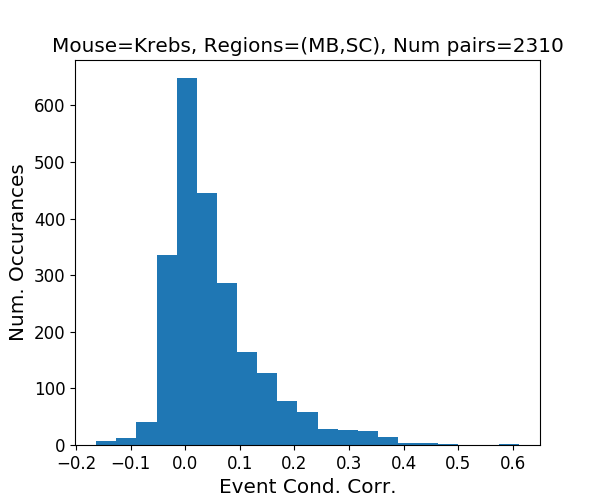 Mouse=Krebs, Regions=(MB,SC), Num pairs=2310
600
500
400
300
200
100
0
Num. Occurances
−0.2 −0.1 0.0 0.1 0.2 0.3 0.4 0.5 0.6
Event Cond. Corr.